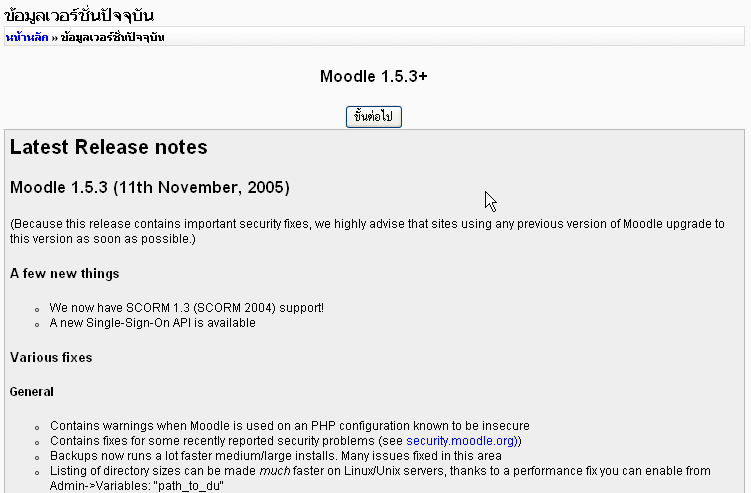 ข้อมูลเวอร์ชั่นปัจจุบัน
หน้าหลัก » ข้อมูลเวอร์ชั่นปัจจุบัน
Moodle 1.5.3+
ขั้นต่อไป
Latest Release notes
Moodle 1.5.3 (11th November, 2005)
(Because this release contains important security fixes, we highly advise that sites using any previous version of Moodle upgrade to
this version as soon as possible.)
A few new things
We now have SCORM 1.3 (SCORM 2004) support!
A new Single-Sign-On API is available
Various fixes
General
Contains warnings when Moodle is used on an PHP configuration known to be insecure
Contains fixes for some recently reported security problems (see security.moodle.org))
Backups now runs a lot faster medium/large installs. Many issues fixed in this area
Listing of directory sizes can be made much faster on Linux/Unix servers, thanks to a performance fix you can enable from
Admin->Variables: "path_to_du"